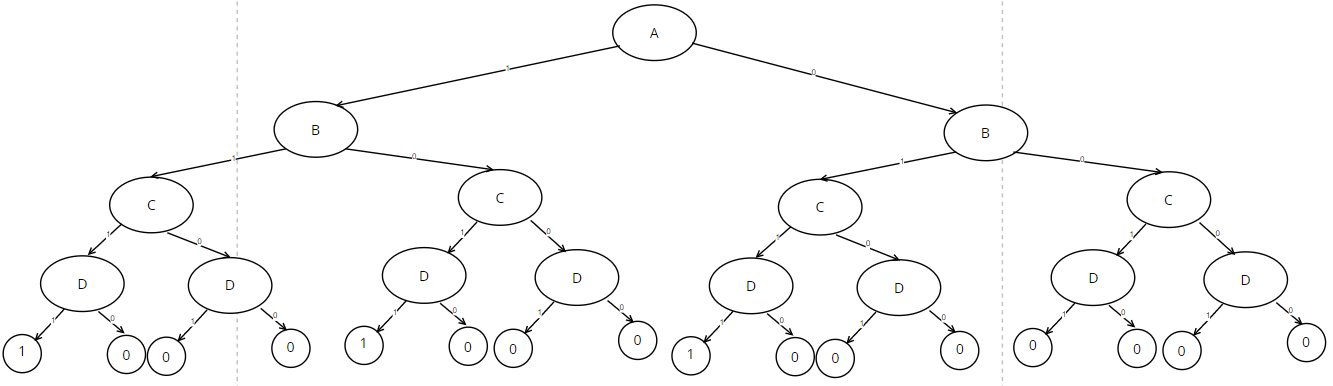 A
1 0
B B
1 0 1 0
C C C C
1 0 1 0 1 0 1 0
D D D D D D D D
1 0 1 0 1 0 1 0 1 0 1 0 1 0 1 0
1 0 0 0 1 0 0 0 1 0 0 0 0 0 0 0